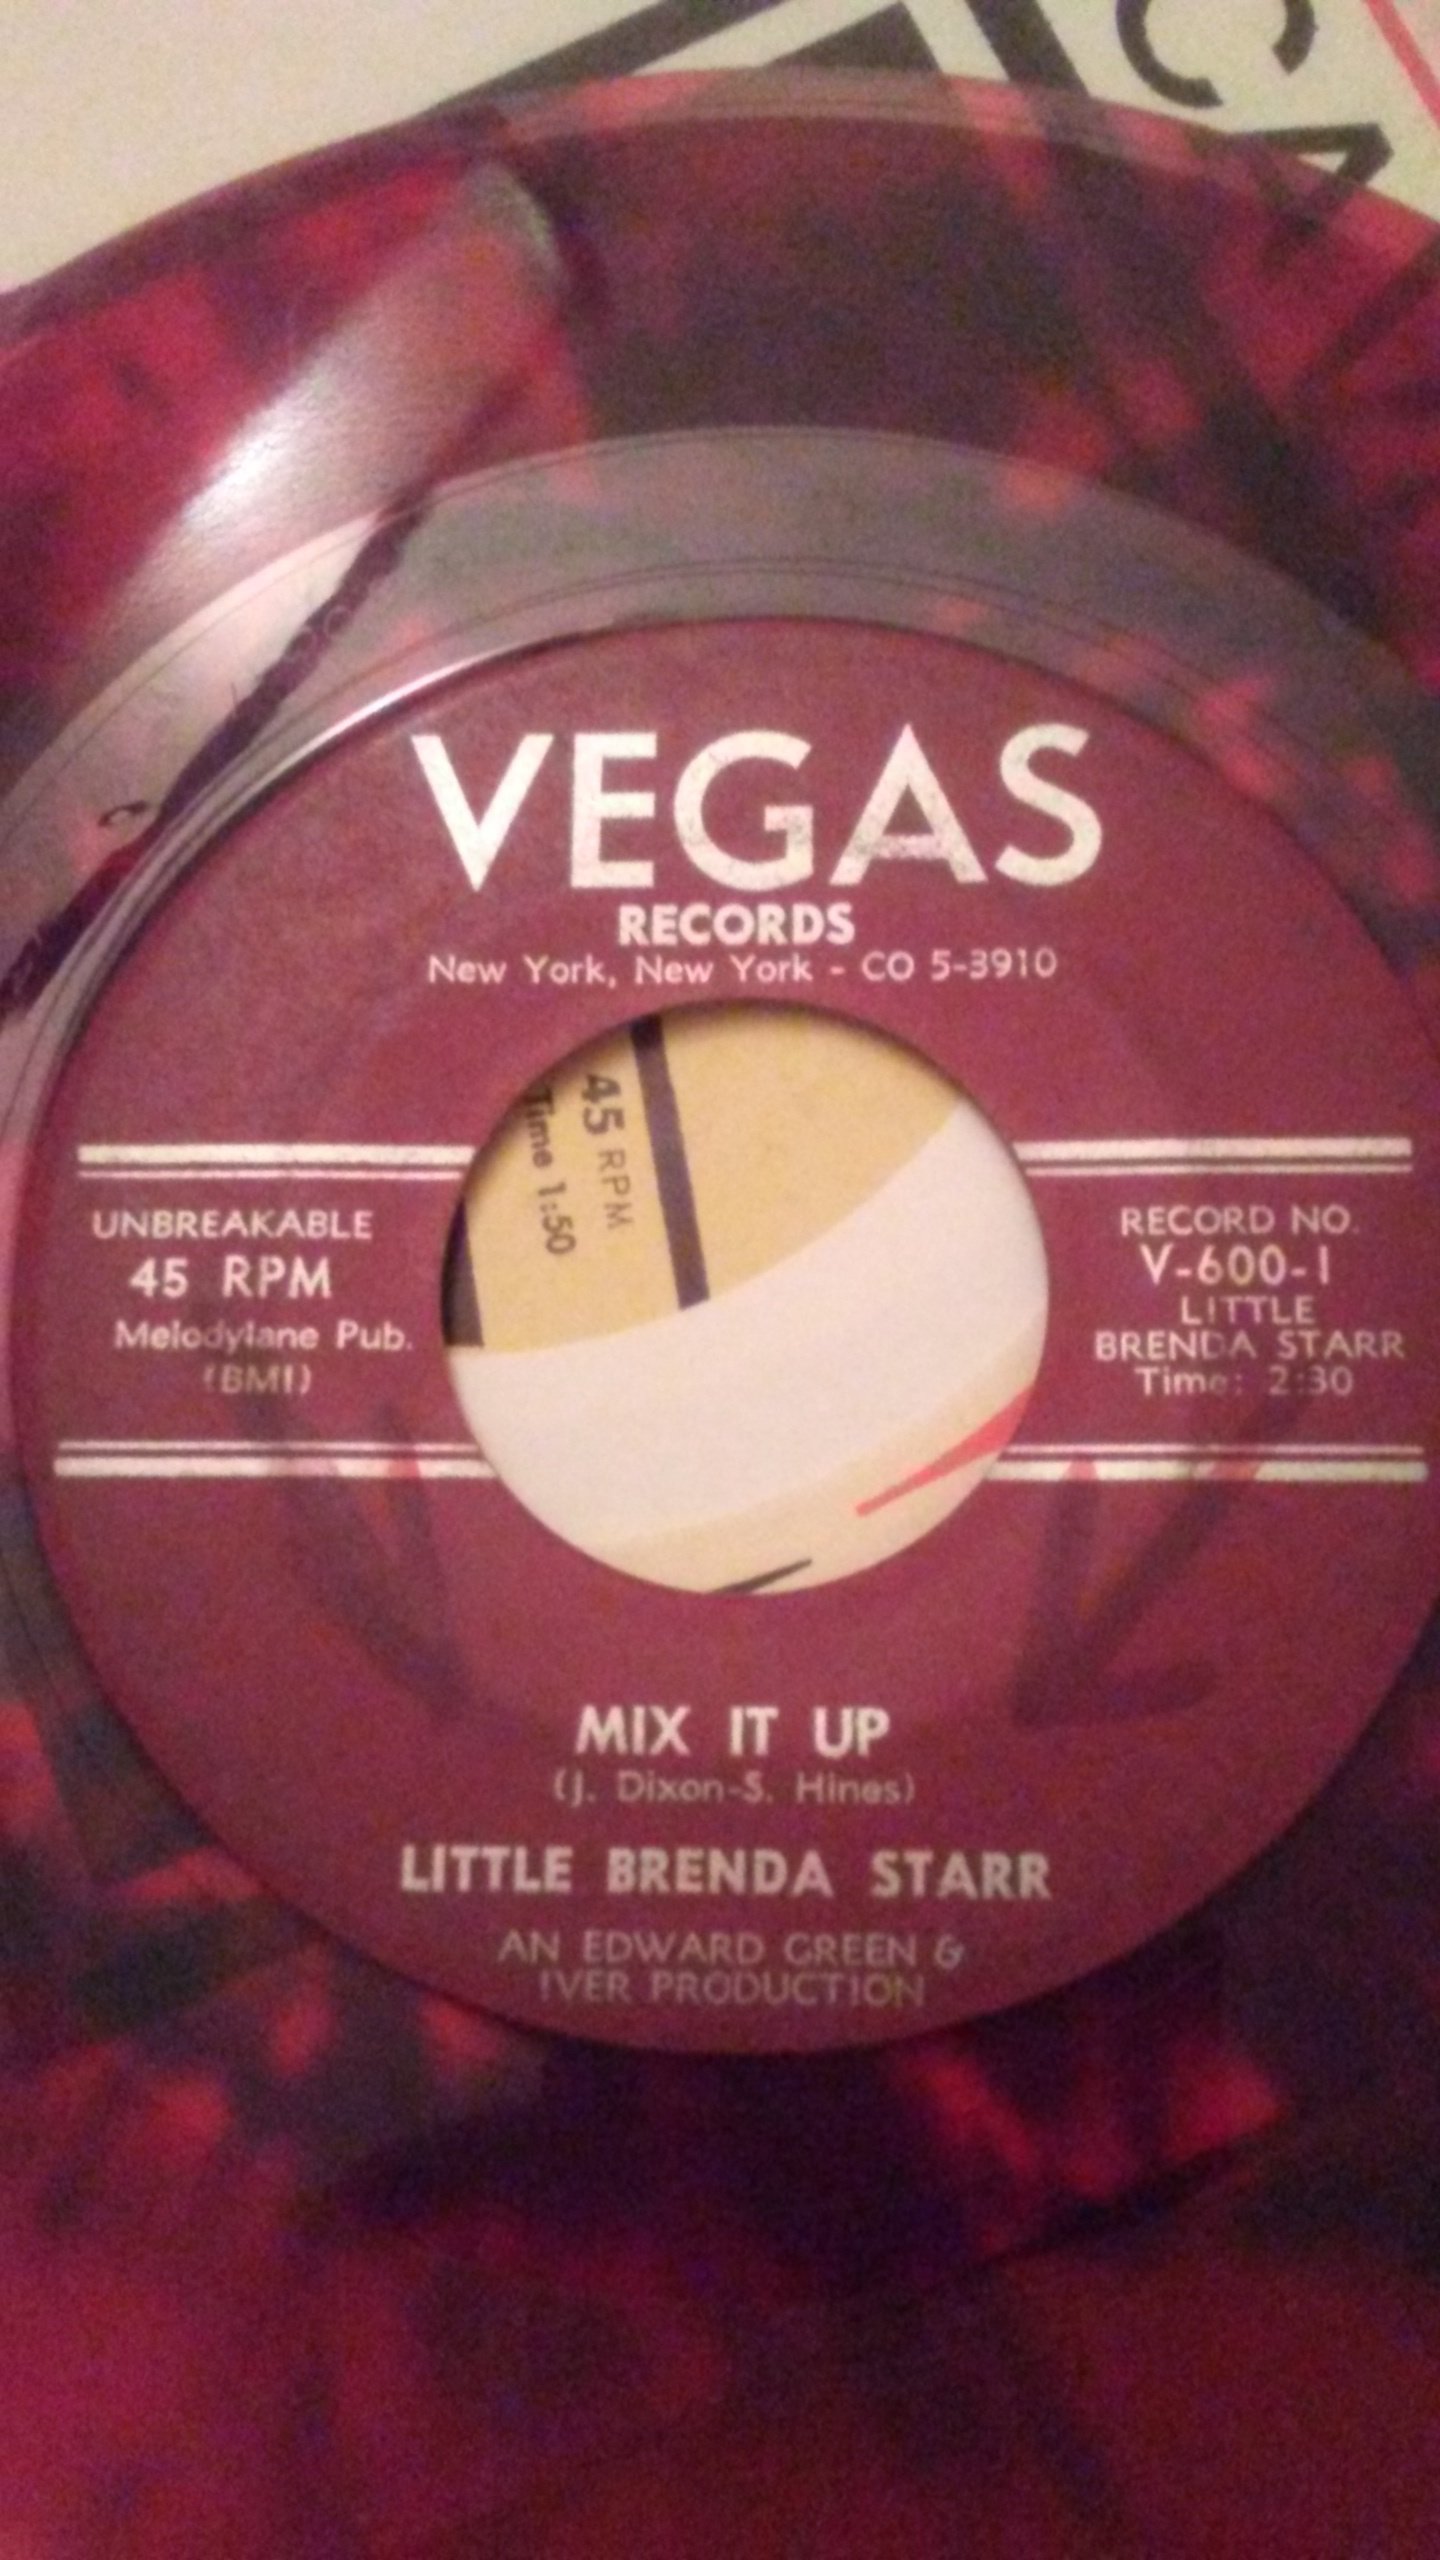 CA
VEGAS
RECORDS
New York, New York - CO 5-3910
45 RPM
Time 1:50
UNBREAKABLE
45 RPM
Melodylane Pub.
(BMI)
RECORD NO.
V-600-1
LITTLE
BRENDA STARR
Time: 2:30
MIX IT UP
(J. Dixon-S. Hines)
LITTLE BRENDA STARR
AN EDWARD GREEN &
IVER PRODUCTION